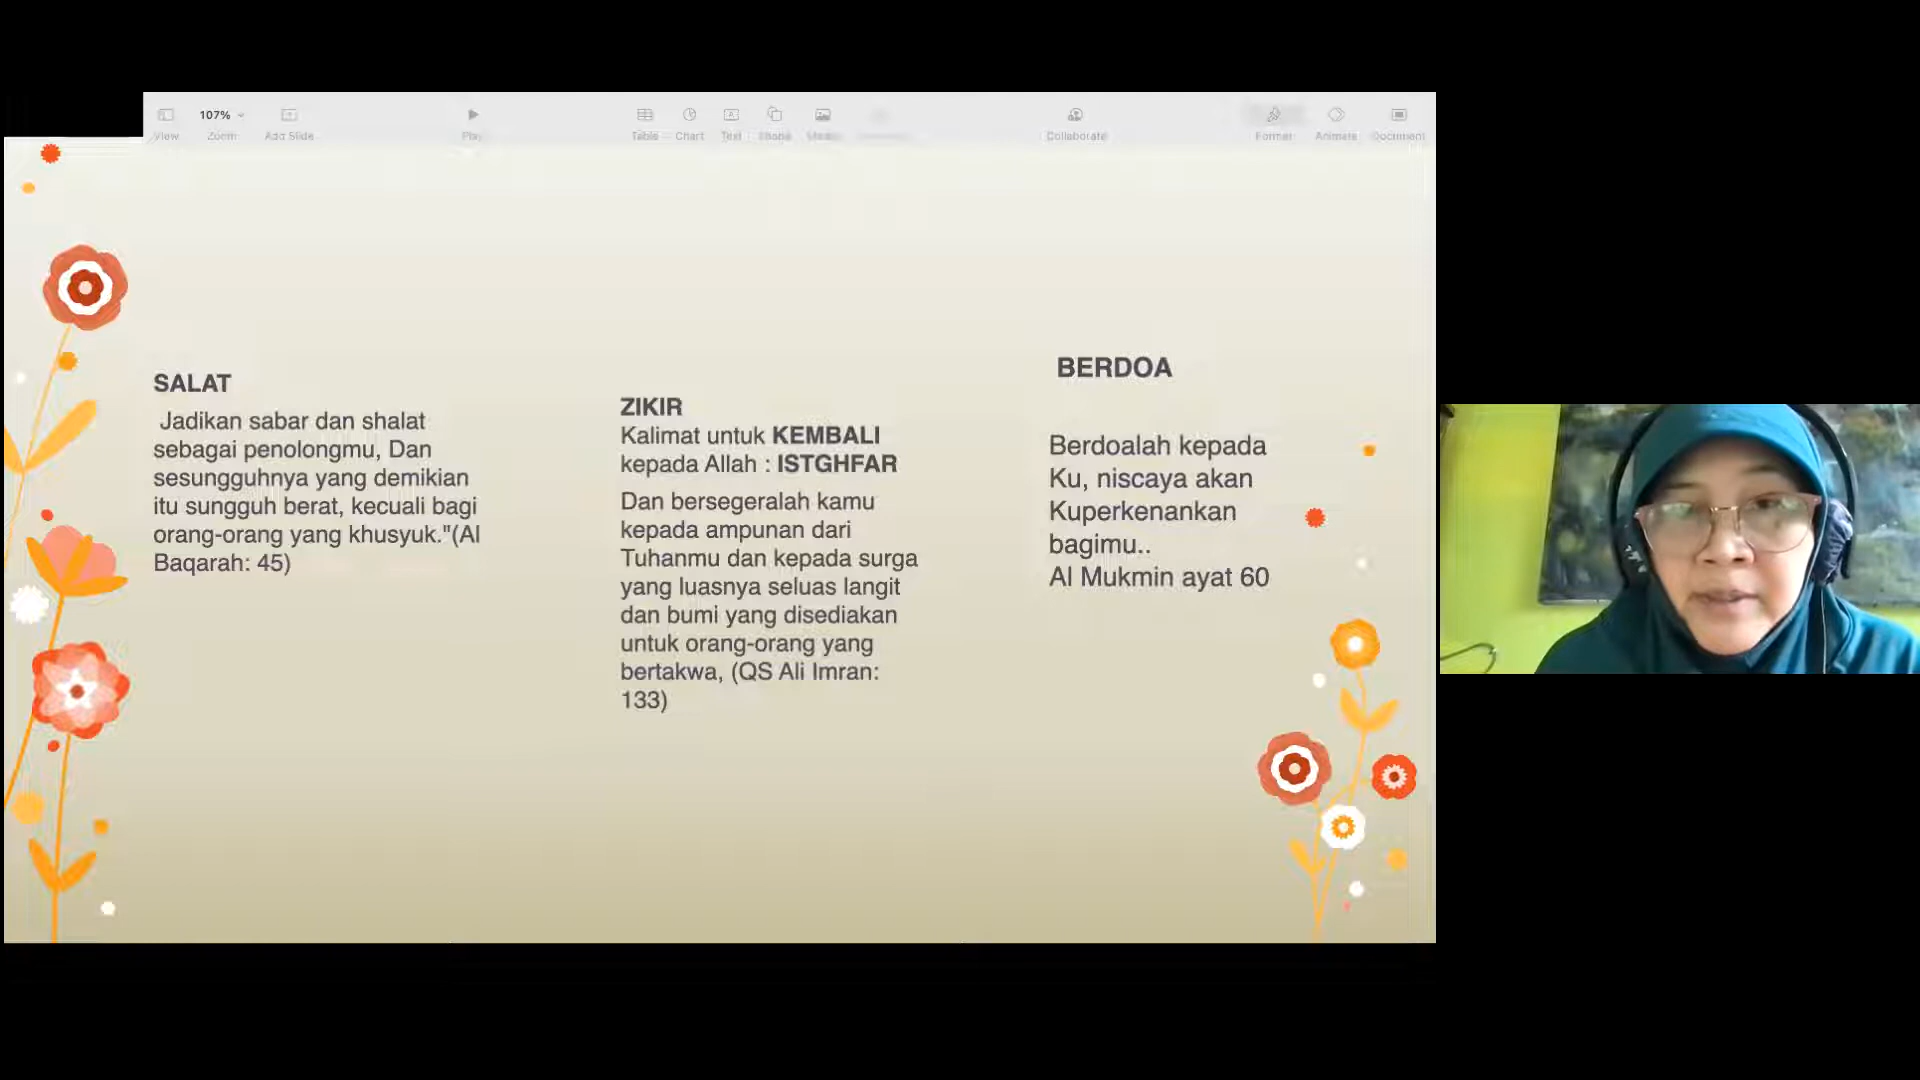 107%
View
Zoom
Add Slide
Play
Table
Chart
Text
Shape
Media
Collaborate
Format
Animate
Document
SALAT
Jadikan sabar dan shalat
sebagai penolongmu, Dan
sesungguhnya yang demikian
itu sungguh berat, kecuali bagi
orang-orang yang khusyuk."(Al
Baqarah: 45)
ZIKIR
Kalimat untuk KEMBALI
kepada Allah : ISTGHFAR
Dan bersegeralah kamu
kepada ampunan dari
Tuhanmu dan kepada surga
yang luasnya seluas langit
dan bumi yang disediakan
untuk orang-orang yang
bertakwa, (QS Ali Imran:
133)
BERDOA
Berdoalah kepada
Ku, niscaya akan
Kuperkenankan
bagimu..
Al Mukmin ayat 60